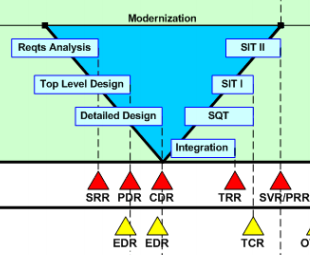 Modernization
Reqts Analysis
SIT II
Top Level Design
SIT I
Detailed Design
SQT
Integration
SRR PDR CDR TRR SVR/PRR
EDR EDR TCR